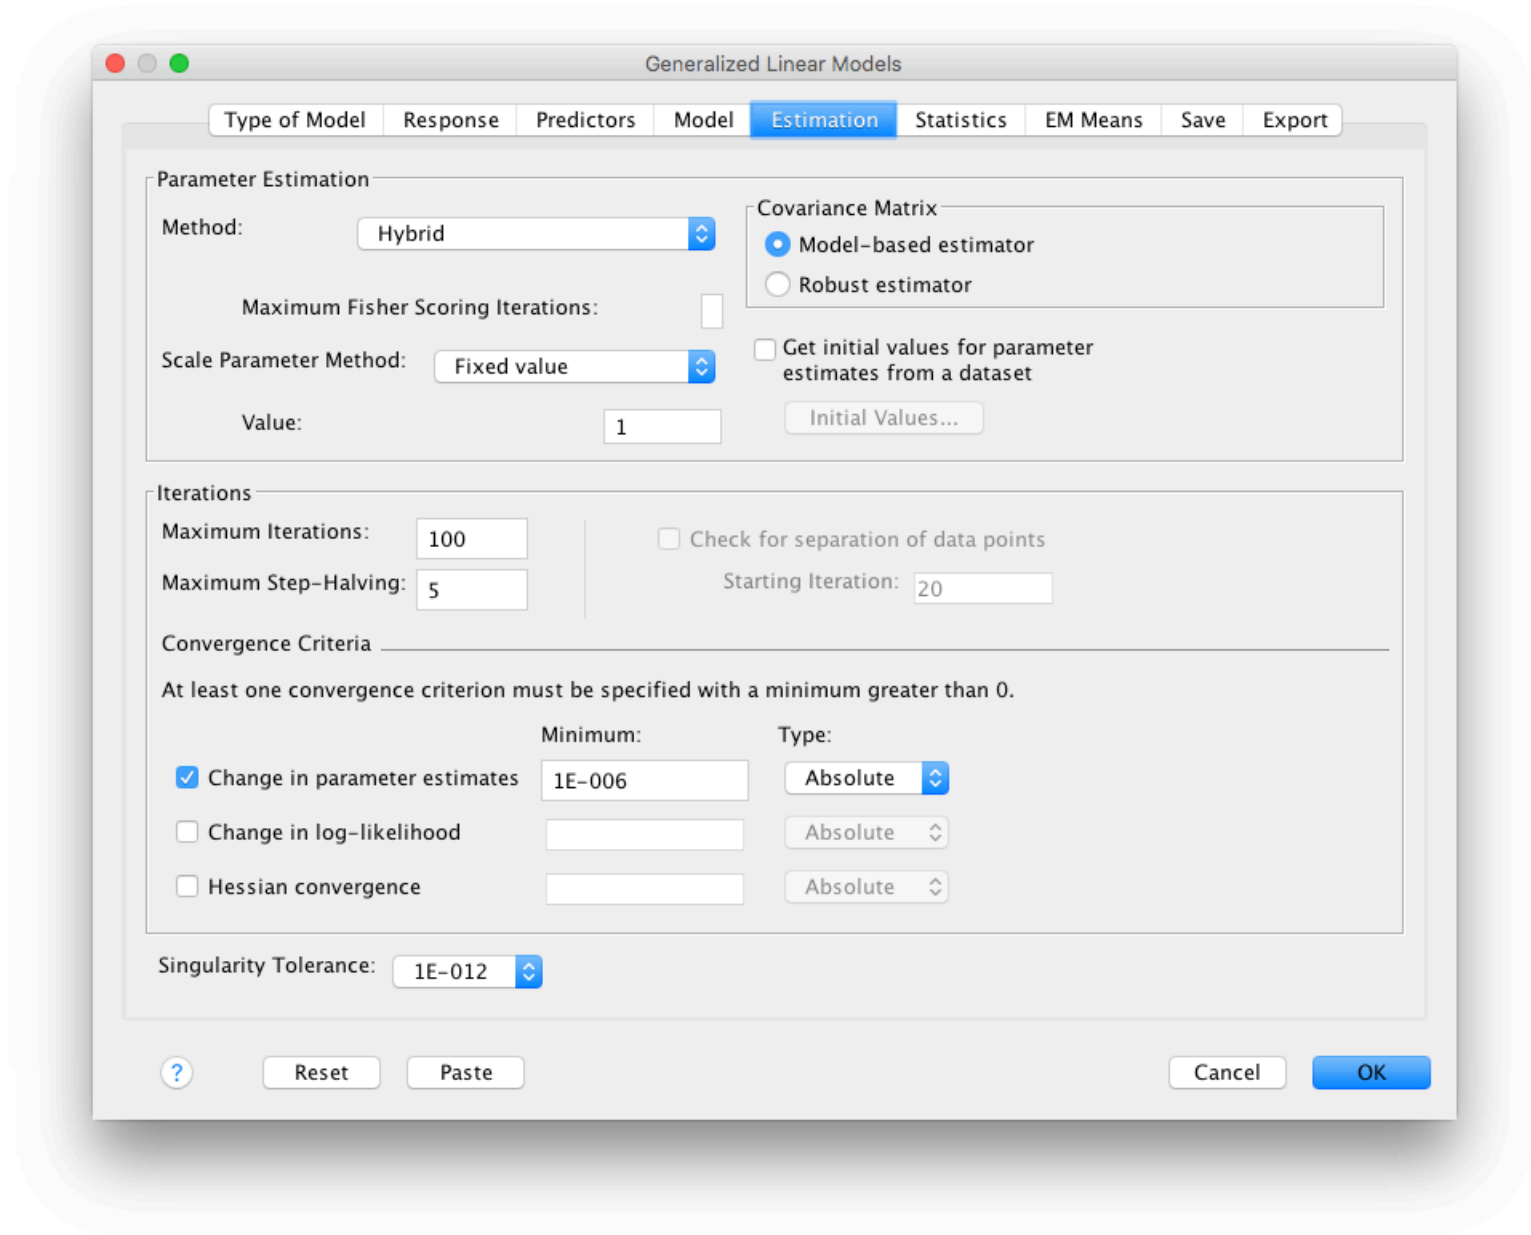 Generalized Linear Models
Type of Model Response Predictors Model Estimation Statistics EM Means Save Export
Parameter Estimation
Method: Hybrid
Maximum Fisher Scoring Iterations:
Scale Parameter Method: Fixed value
Value: 1
Covariance Matrix
Model-based estimator
Robust estimator
Get initial values for parameter
estimates from a dataset
Initial Values...
Iterations
Maximum Iterations: 100
Maximum Step-Halving: 5
Check for separation of data points
Starting Iteration: 20
Convergence Criteria
At least one convergence criterion must be specified with a minimum greater than 0.
Minimum: Type:
Change in parameter estimates 1E-006 Absolute
Change in log-likelihood Absolute
Hessian convergence Absolute
Singularity Tolerance: 1E-012
? Reset Paste Cancel OK